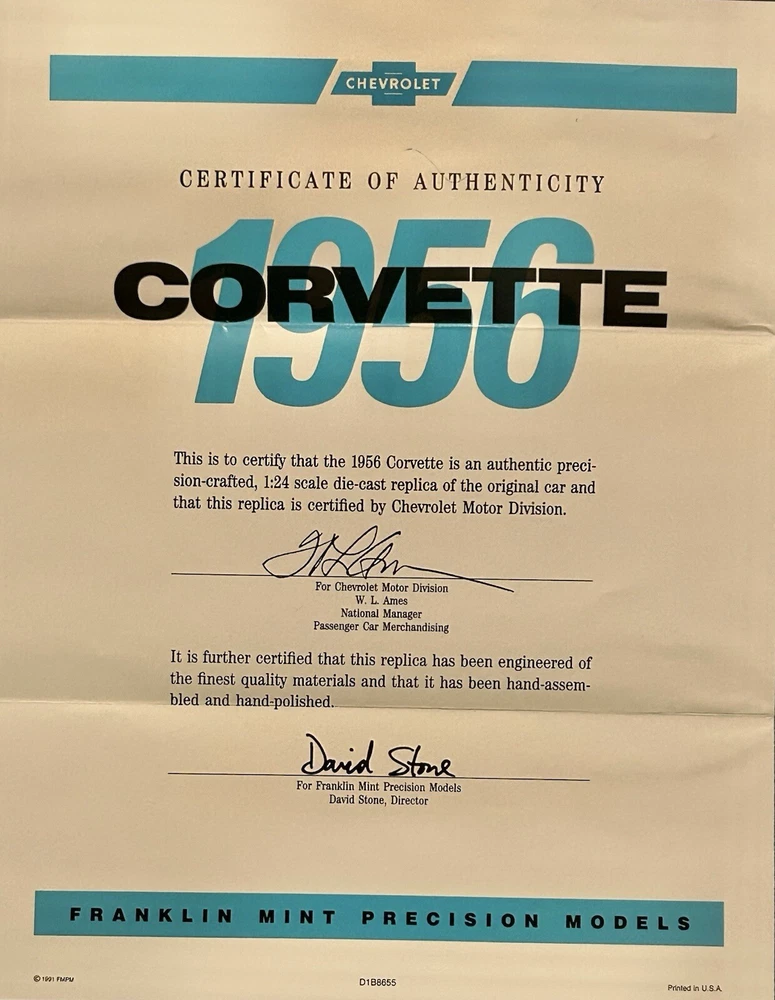 CHEVROLET
CERTIFICATE OF AUTHENTICITY
1956
CORVETTE
This is to certify that the 1956 Corvette is an authentic preci-
sion-crafted, 1:24 scale die-cast replica of the original car and
that this replica is certified by Chevrolet Motor Division.
For Chevrolet Motor Division
W. L. Ames
National Manager
Passenger Car Merchandising
It is further certified that this replica has been engineered of
the finest quality materials and that it has been hand-assem-
bled and hand-polished.
David Stone
For Franklin Mint Precision Models
David Stone, Director
FRANKLIN MINT PRECISION MODELS
© 1991 FMPM
D1B8655
Printed in U.S.A.